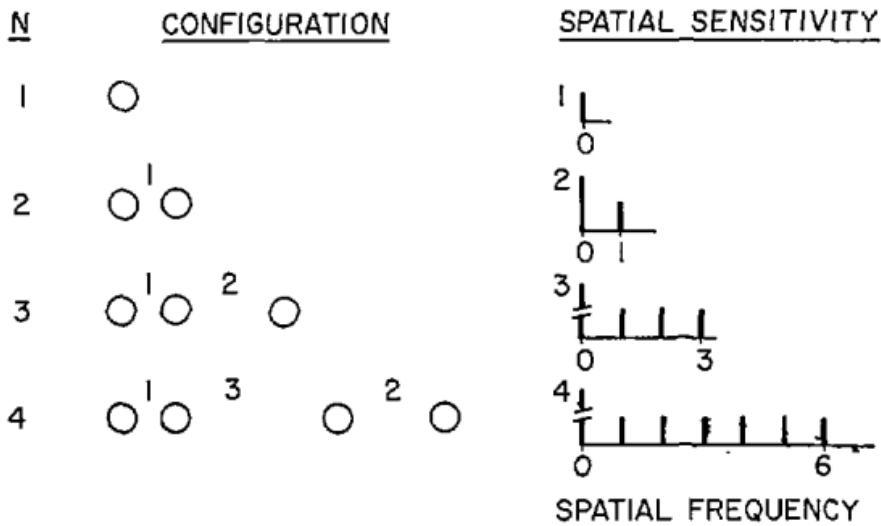 N CONFIGURATION SPATIAL SENSITIVITY
1 1
0
1 2
2
0 1
1 2 3
3
0 3
1 3 2 4
4
0 6
SPATIAL FREQUENCY